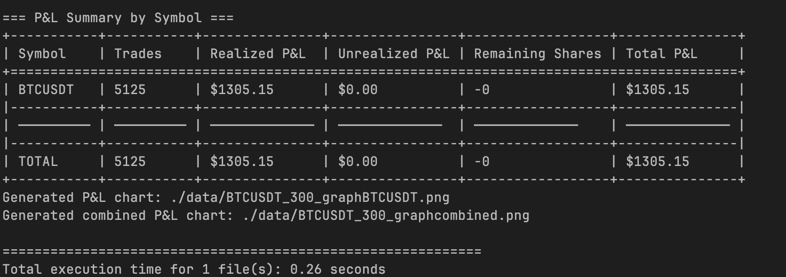 === P&L Summary by Symbol ===
+-----------+-----------+---------------+-----------------+------------------+---------------+
| Symbol    | Trades    | Realized P&L  | Unrealized P&L | Remaining Shares | Total P&L     |
+===========================================================================================+
| BTCUSDT   | 5125      | $1305.15      | $0.00          | -0               | $1305.15      |
|-----------+-----------+---------------+-----------------+------------------+---------------|
| ───────── | ───────── | ───────────── | ───────────── | ───────────── | ───────────── |
|-----------+-----------+---------------+-----------------+------------------+---------------|
| TOTAL     | 5125      | $1305.15      | $0.00          | -0               | $1305.15      |
+-----------+-----------+---------------+-----------------+------------------+---------------+
Generated P&L chart: ./data/BTCUSDT_300_graphBTCUSDT.png
Generated combined P&L chart: ./data/BTCUSDT_300_graphcombined.png
============================================================
Total execution time for 1 file(s): 0.26 seconds